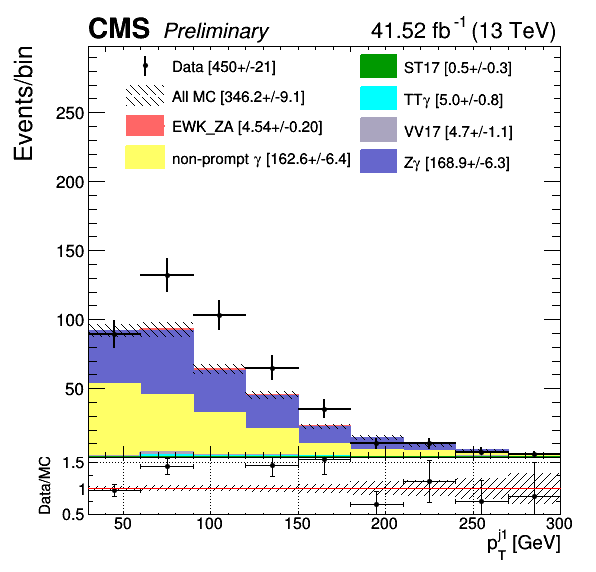 CMS Preliminary 41.52 fb⁻¹ (13 TeV)
Events/bin
Data [450+/-21]
All MC [346.2+/-9.1]
EWK_ZA [4.54+/-0.20]
non-prompt γ [162.6+/-6.4]
ST17 [0.5+/-0.3]
TTγ [5.0+/-0.8]
VV17 [4.7+/-1.1]
Zγ [168.9+/-6.3]
250
200
150
100
50
Data/MC
1.5
1
0.5
50 100 150 200 250 300
p_T^{j1} [GeV]